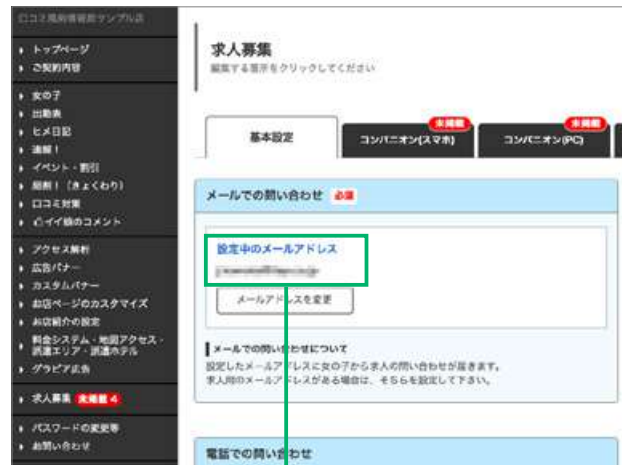 口コミ風俗情報局サンプル店
トップページ
ご契約内容
女の子
出勤表
ヒメ日記
速報！
イベント・割引
局割！（きょくわり）
口コミ対策
イイ娘のコメント
アクセス解析
広告バナー
カスタムバナー
お店ページのカスタマイズ
お店紹介の設定
料金システム・地図アクセス・
派遣エリア・派遣ホテル
グラビア広告
求人募集 未掲載 4
パスワードの変更等
お問い合わせ
求人募集
編集する箇所をクリックしてください
未掲載 未掲載
基本設定 コンパニオン(スマホ) コンパニオン(PC)
メールでの問い合わせ 必須
設定中のメールアドレス
メールアドレスを変更
メールでの問い合わせについて
設定したメールアドレスに女の子から求人の問い合わせが届きます。
求人用のメールアドレスがある場合は、そちらを設定して下さい。
電話での問い合わせ